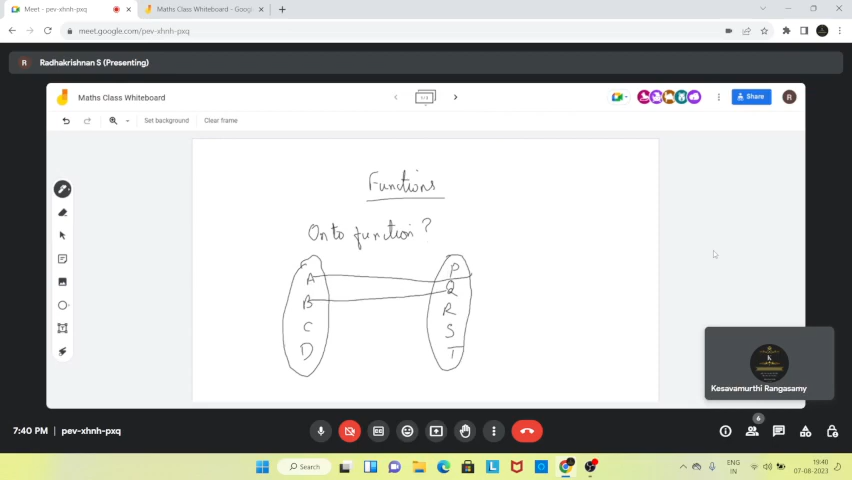 Meet - pev-xhnh-pxq
Maths Class Whiteboard - Goog
meet.google.com/pev-xhnh-pxq
R Radhakrishnan S (Presenting)
Maths Class Whiteboard
Share
R
Set background
Clear frame
Functions
Onto function?
A P
B Q
C R
D S
T
K
Kesavamurthi Rangasamy
7:40 PM | pev-xhnh-pxq
6
Search
ENG
IN
19:40
07-08-2023